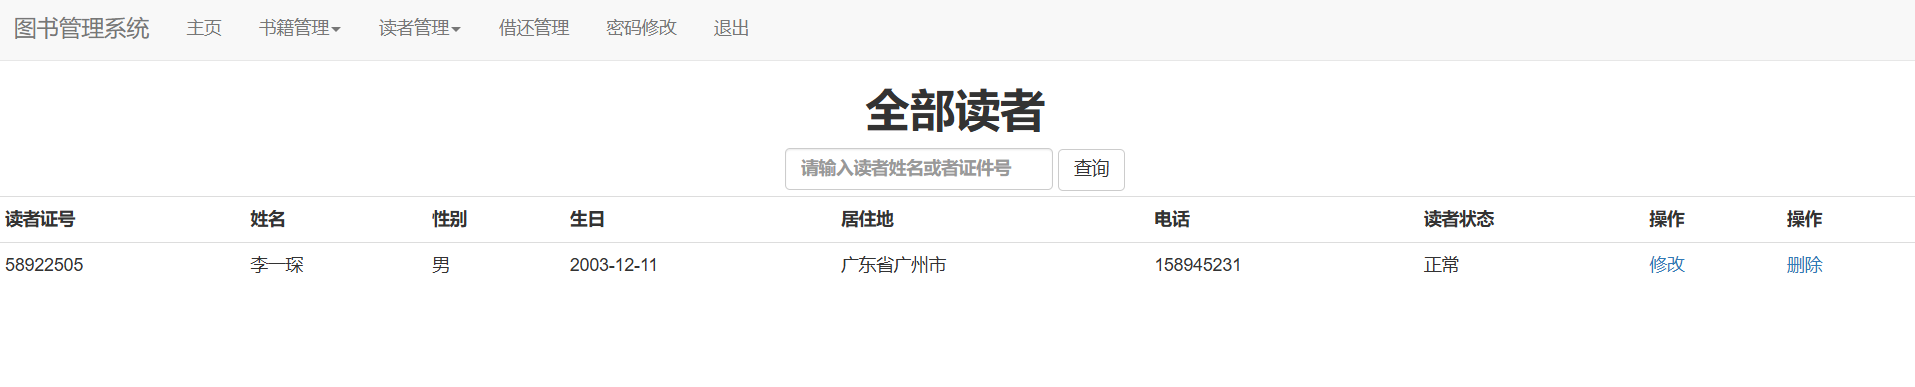 图书管理系统 主页 书籍管理 读者管理 借还管理 密码修改 退出
全部读者
请输入读者姓名或者证件号 查询
读者证号 姓名 性别 生日 居住地 电话 读者状态 操作 操作
58922505 李一琛 男 2003-12-11 广东省广州市 158945231 正常 修改 删除